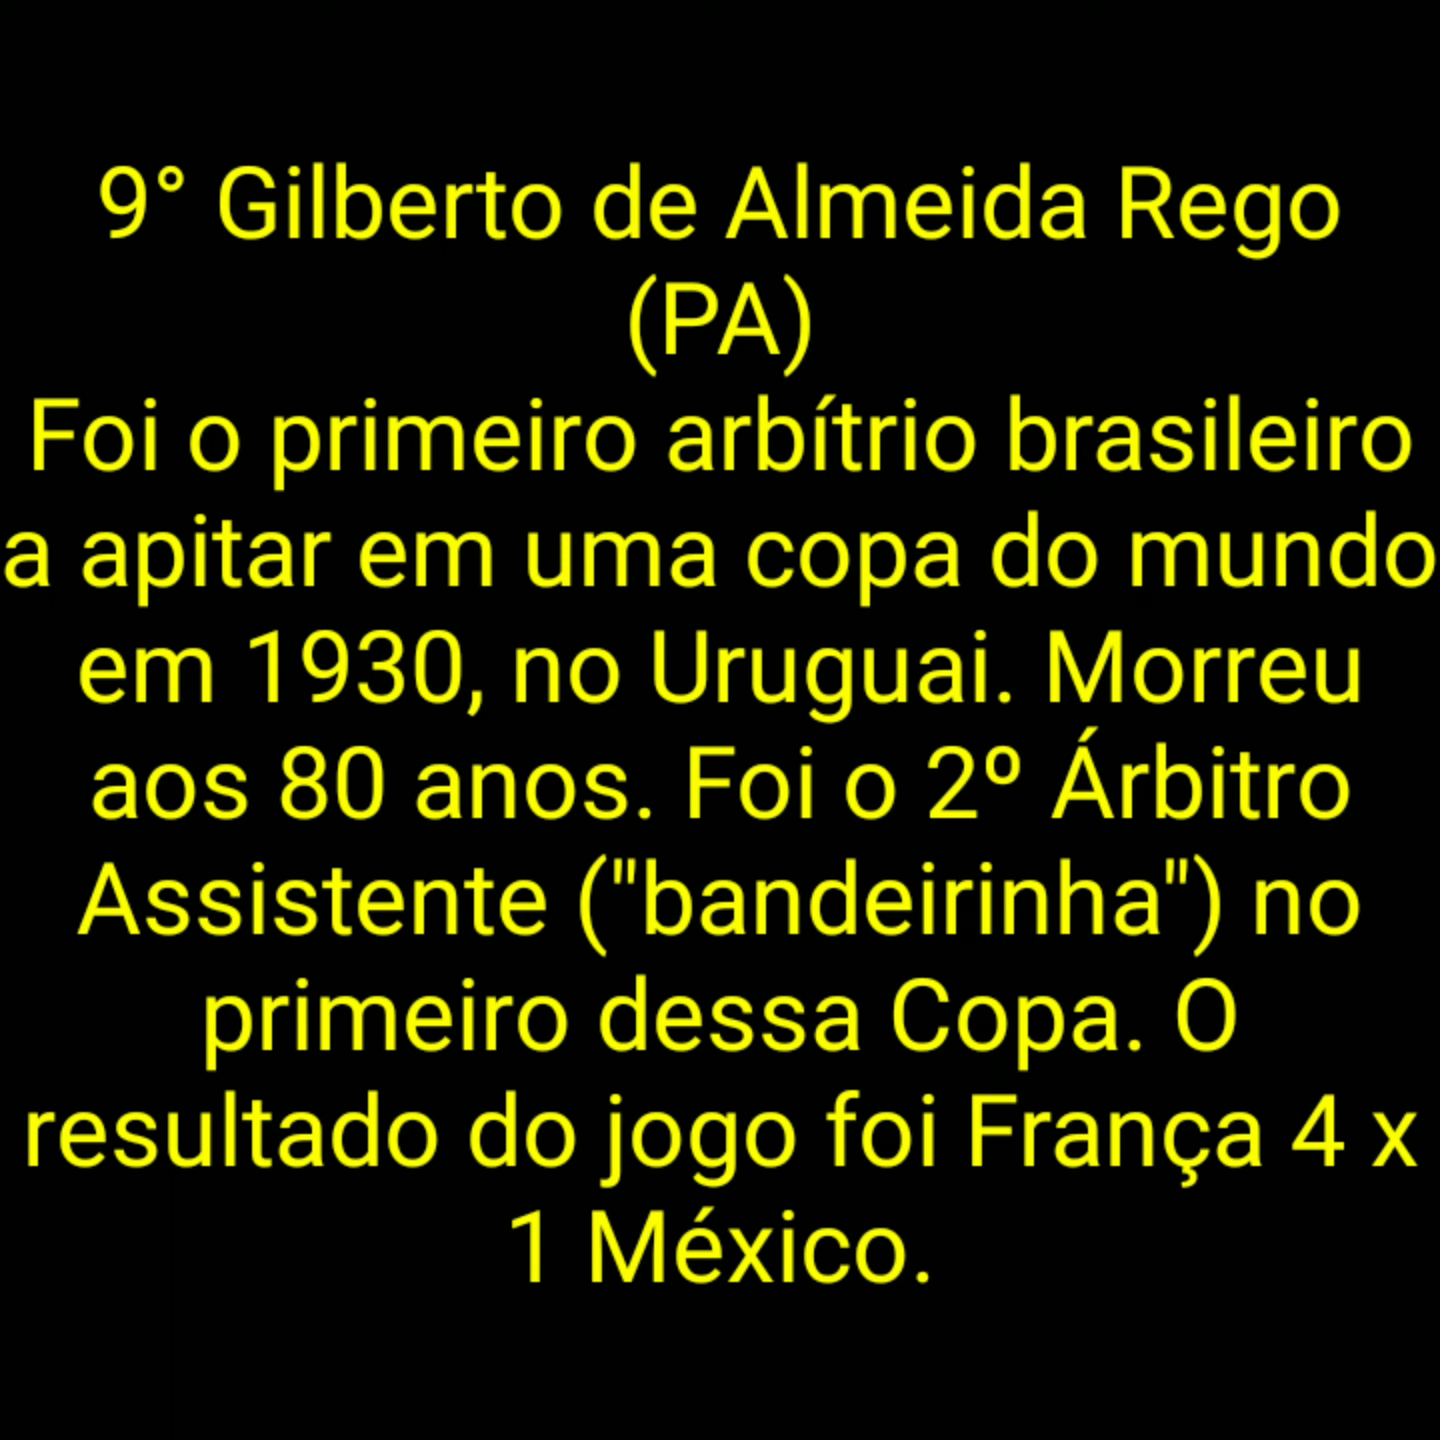 9° Gilberto de Almeida Rego
(PA)
Foi o primeiro arbítrio brasileiro
a apitar em uma copa do mundo
em 1930, no Uruguai. Morreu
aos 80 anos. Foi o 2º Árbitro
Assistente ("bandeirinha") no
primeiro dessa Copa. O
resultado do jogo foi França 4 x
1 México.